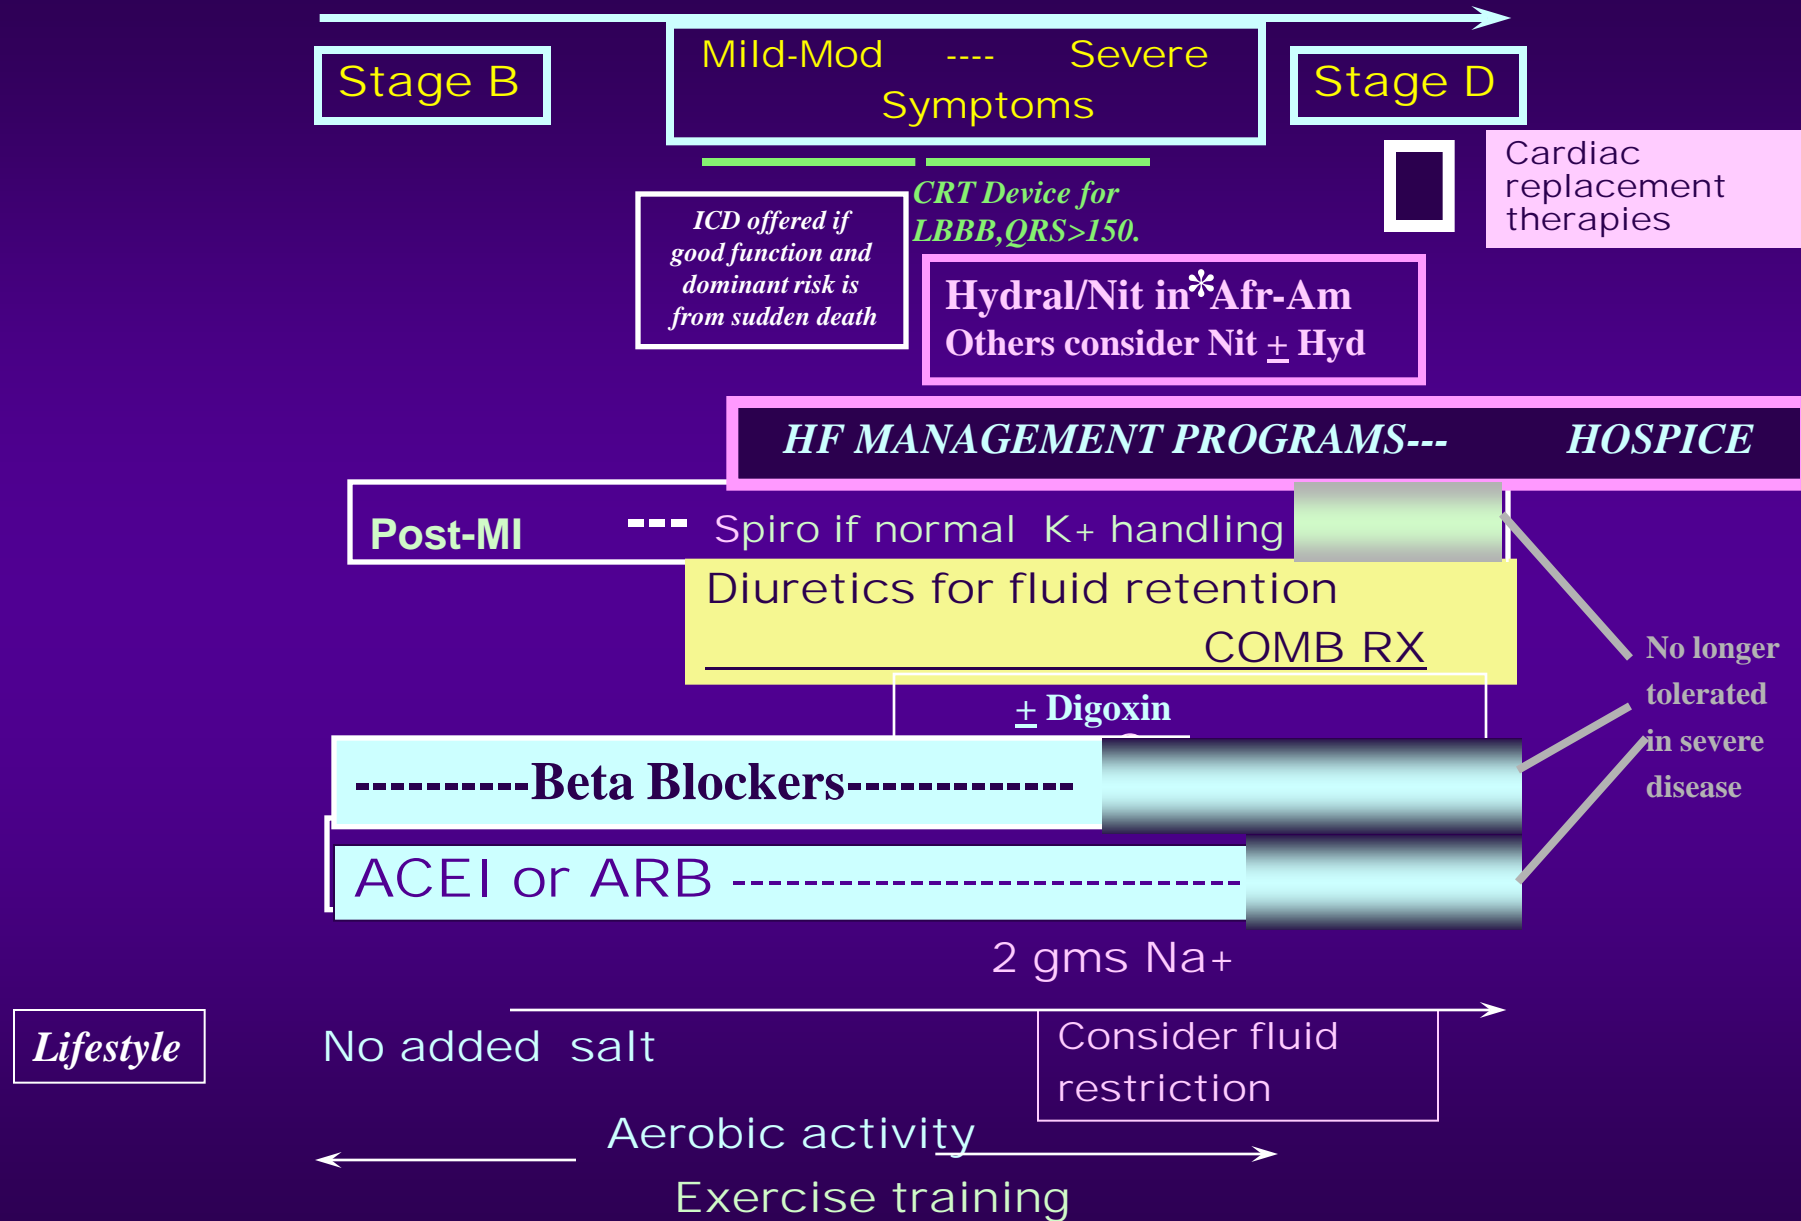 Stage B
Mild-Mod ---- Severe
Symptoms
Stage D
Cardiac
replacement
therapies
CRT Device for
LBBB,QRS>150.
ICD offered if
good function and
dominant risk is
from sudden death
Hydral/Nit in*Afr-Am
Others consider Nit + Hyd
HF MANAGEMENT PROGRAMS--- HOSPICE
Post-MI --- Spiro if normal K+ handling
Diuretics for fluid retention
COMB RX
No longer
tolerated
in severe
disease
+ Digoxin
----------Beta Blockers-------------
ACEI or ARB -----------------------------
2 gms Na+
Lifestyle
No added salt
Consider fluid
restriction
Aerobic activity
Exercise training